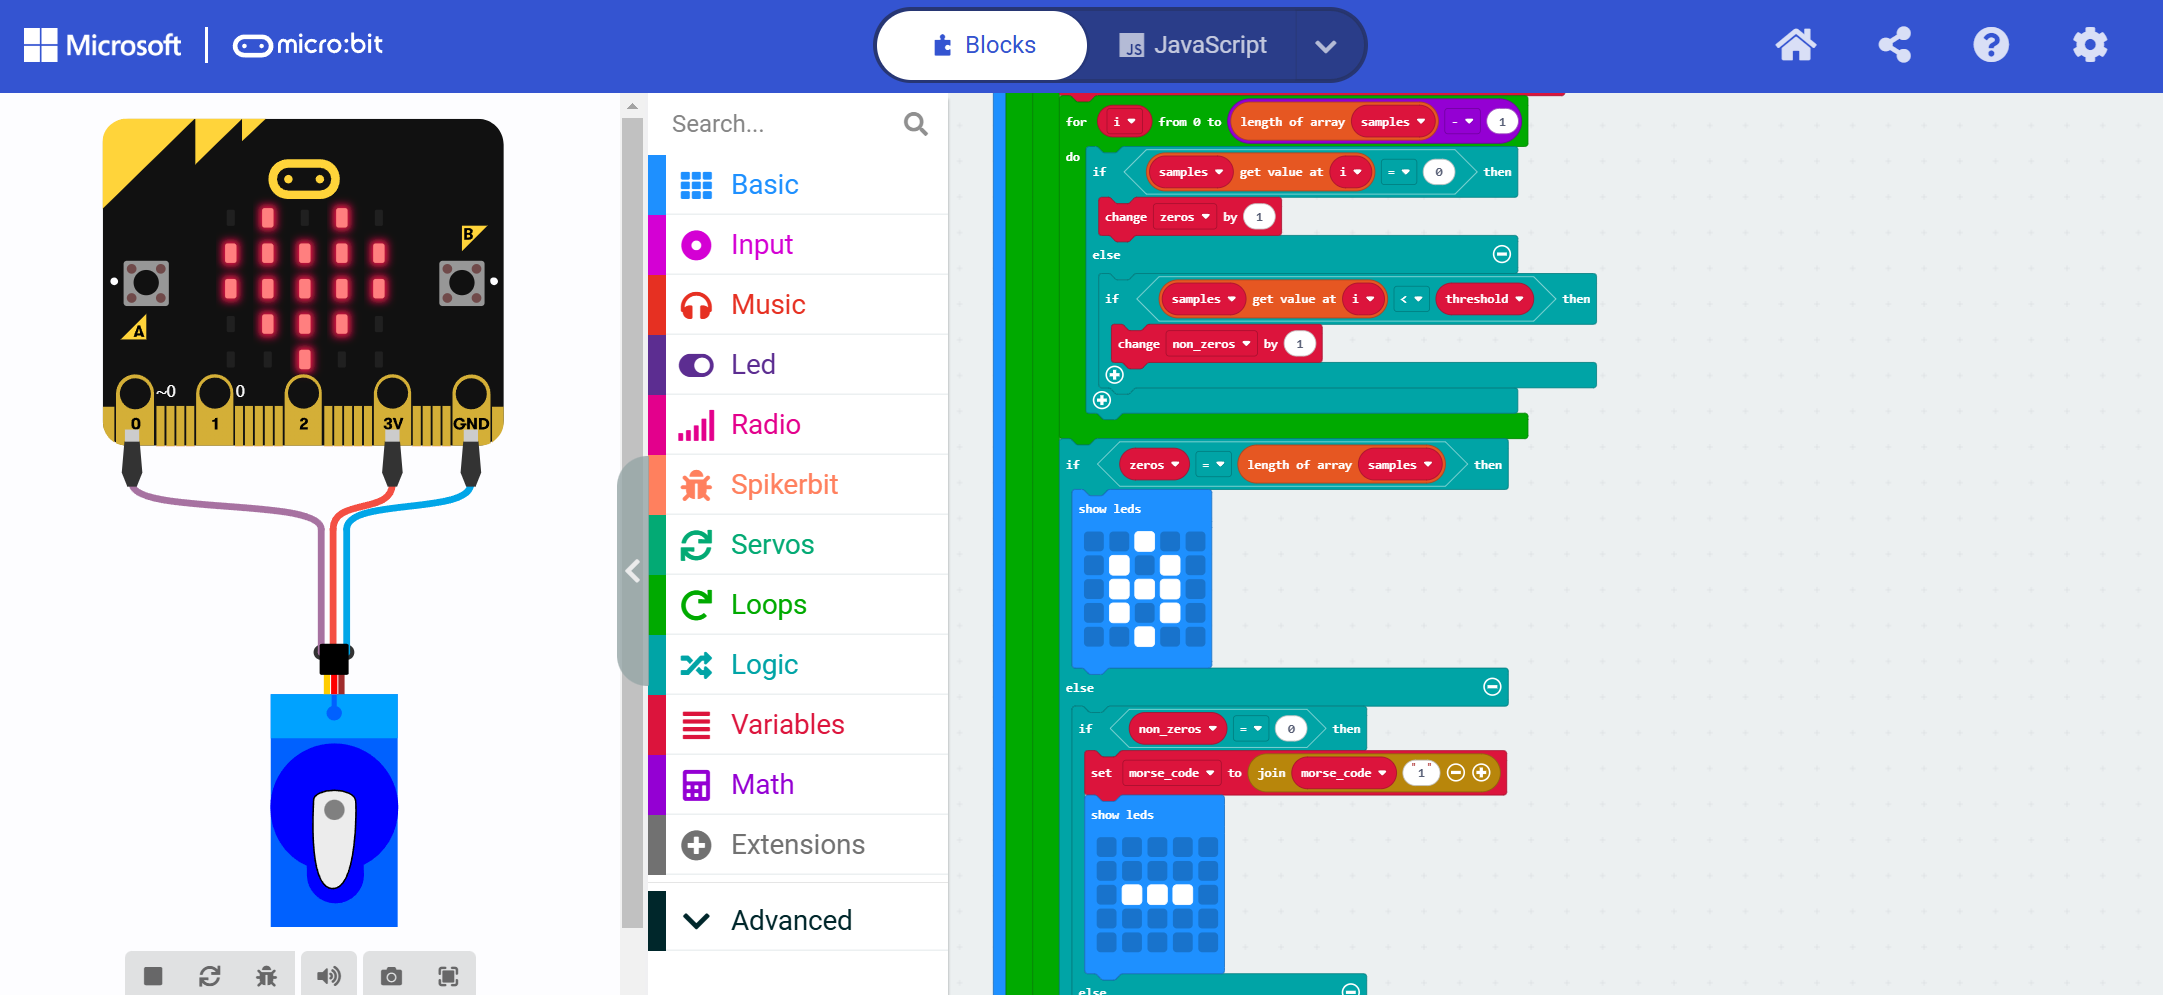 Microsoft micro:bit Blocks JS JavaScript
B
A
~0 0
0 1 2 3V GND
Search...
Basic
Input
Music
Led
Radio
Spikerbit
Servos
Loops
Logic
Variables
Math
Extensions
Advanced
for i from 0 to length of array samples - 1
do
if samples get value at i = 0 then
change zeros by 1
else
if samples get value at i < threshold then
change non_zeros by 1
if zeros = length of array samples then
show leds
else
if non_zeros = 0 then
set morse_code to join morse_code "1"
show leds
else